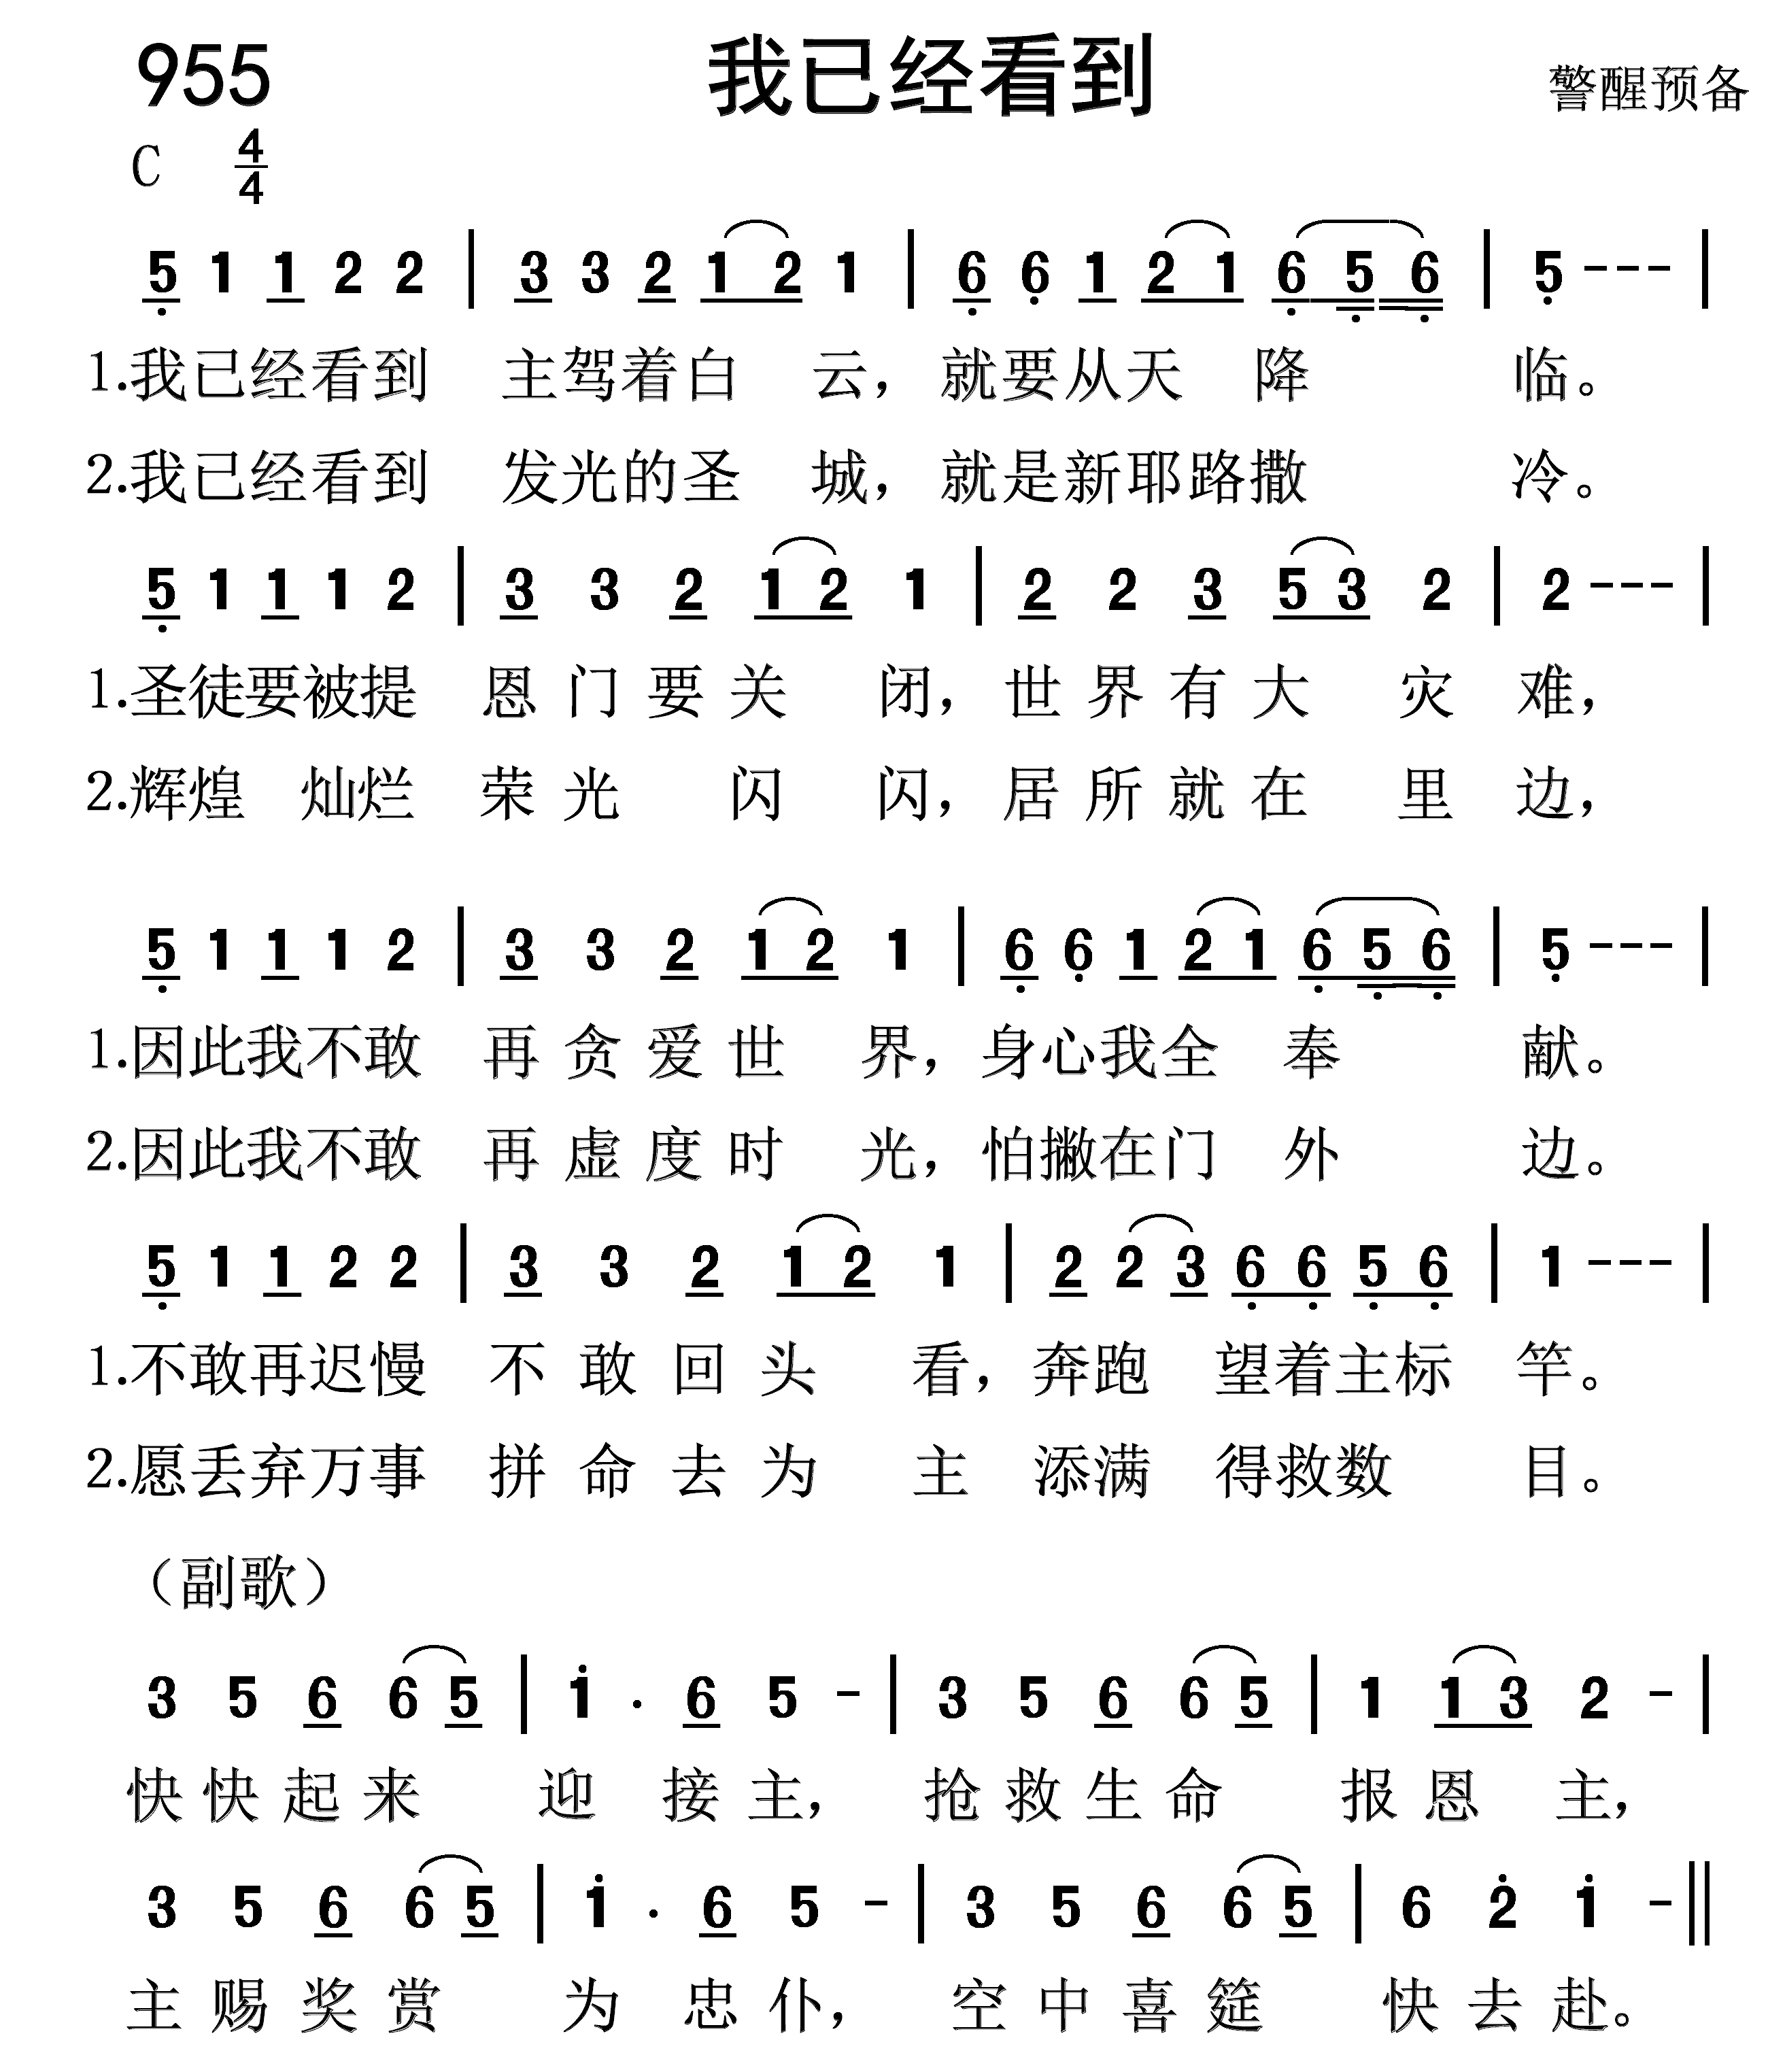 955 我已经看到 警醒预备
C 4/4
5 1 1 2 2 | 3 3 2 1 2 1 | 6 6 1 2 1 6 5 6 | 5 - - - |
1.我已经看到 主驾着白 云，就要从天 降 临。
2.我已经看到 发光的圣 城，就是新耶路撒 冷。
5 1 1 1 2 | 3 3 2 1 2 1 | 2 2 3 5 3 2 | 2 - - - |
1.圣徒要被提 恩门要关 闭，世界有大 灾 难，
2.辉煌 灿烂 荣光 闪 闪，居所就在 里 边，
5 1 1 1 2 | 3 3 2 1 2 1 | 6 6 1 2 1 6 5 6 | 5 - - - |
1.因此我不敢 再贪爱世 界，身心我全 奉 献。
2.因此我不敢 再虚度时 光，怕撇在门 外 边。
5 1 1 2 2 | 3 3 2 1 2 1 | 2 2 3 6 6 5 6 | 1 - - - |
1.不敢再迟慢 不敢回头 看，奔跑 望着主标 竿。
2.愿丢弃万事 拼命去为 主 添满 得救数 目。
（副歌）
3 5 6 6 5 | 1 . 6 5 - | 3 5 6 6 5 | 1 1 3 2 - |
快快起来 迎 接主，抢救生命 报恩 主，
3 5 6 6 5 | 1 . 6 5 - | 3 5 6 6 5 | 6 2 1 - ||
主赐奖赏 为 忠仆，空中喜筵 快去赴。